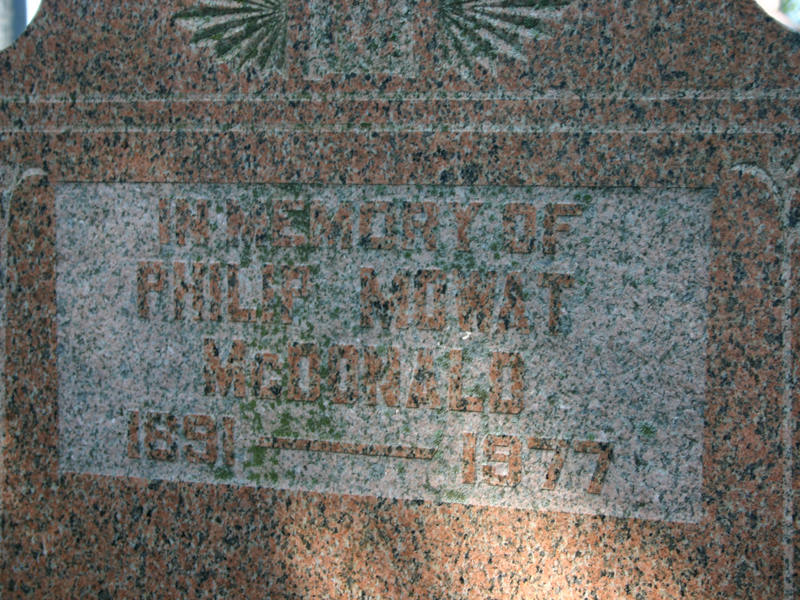 IN MEMORY OF
PHILIP MOWAT
McDONALD
1891 — 1977